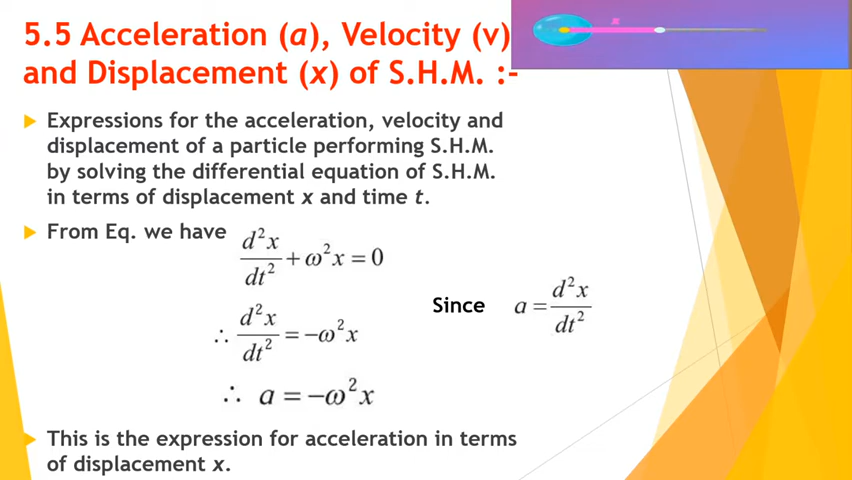 5.5 Acceleration (a), Velocity (v)
and Displacement (x) of S.H.M. :-
Expressions for the acceleration, velocity and
displacement of a particle performing S.H.M.
by solving the differential equation of S.H.M.
in terms of displacement x and time t.
From Eq. we have
d²x/dt² + ω²x = 0
∴ d²x/dt² = −ω²x
Since a = d²x/dt²
∴ a = −ω²x
This is the expression for acceleration in terms
of displacement x.